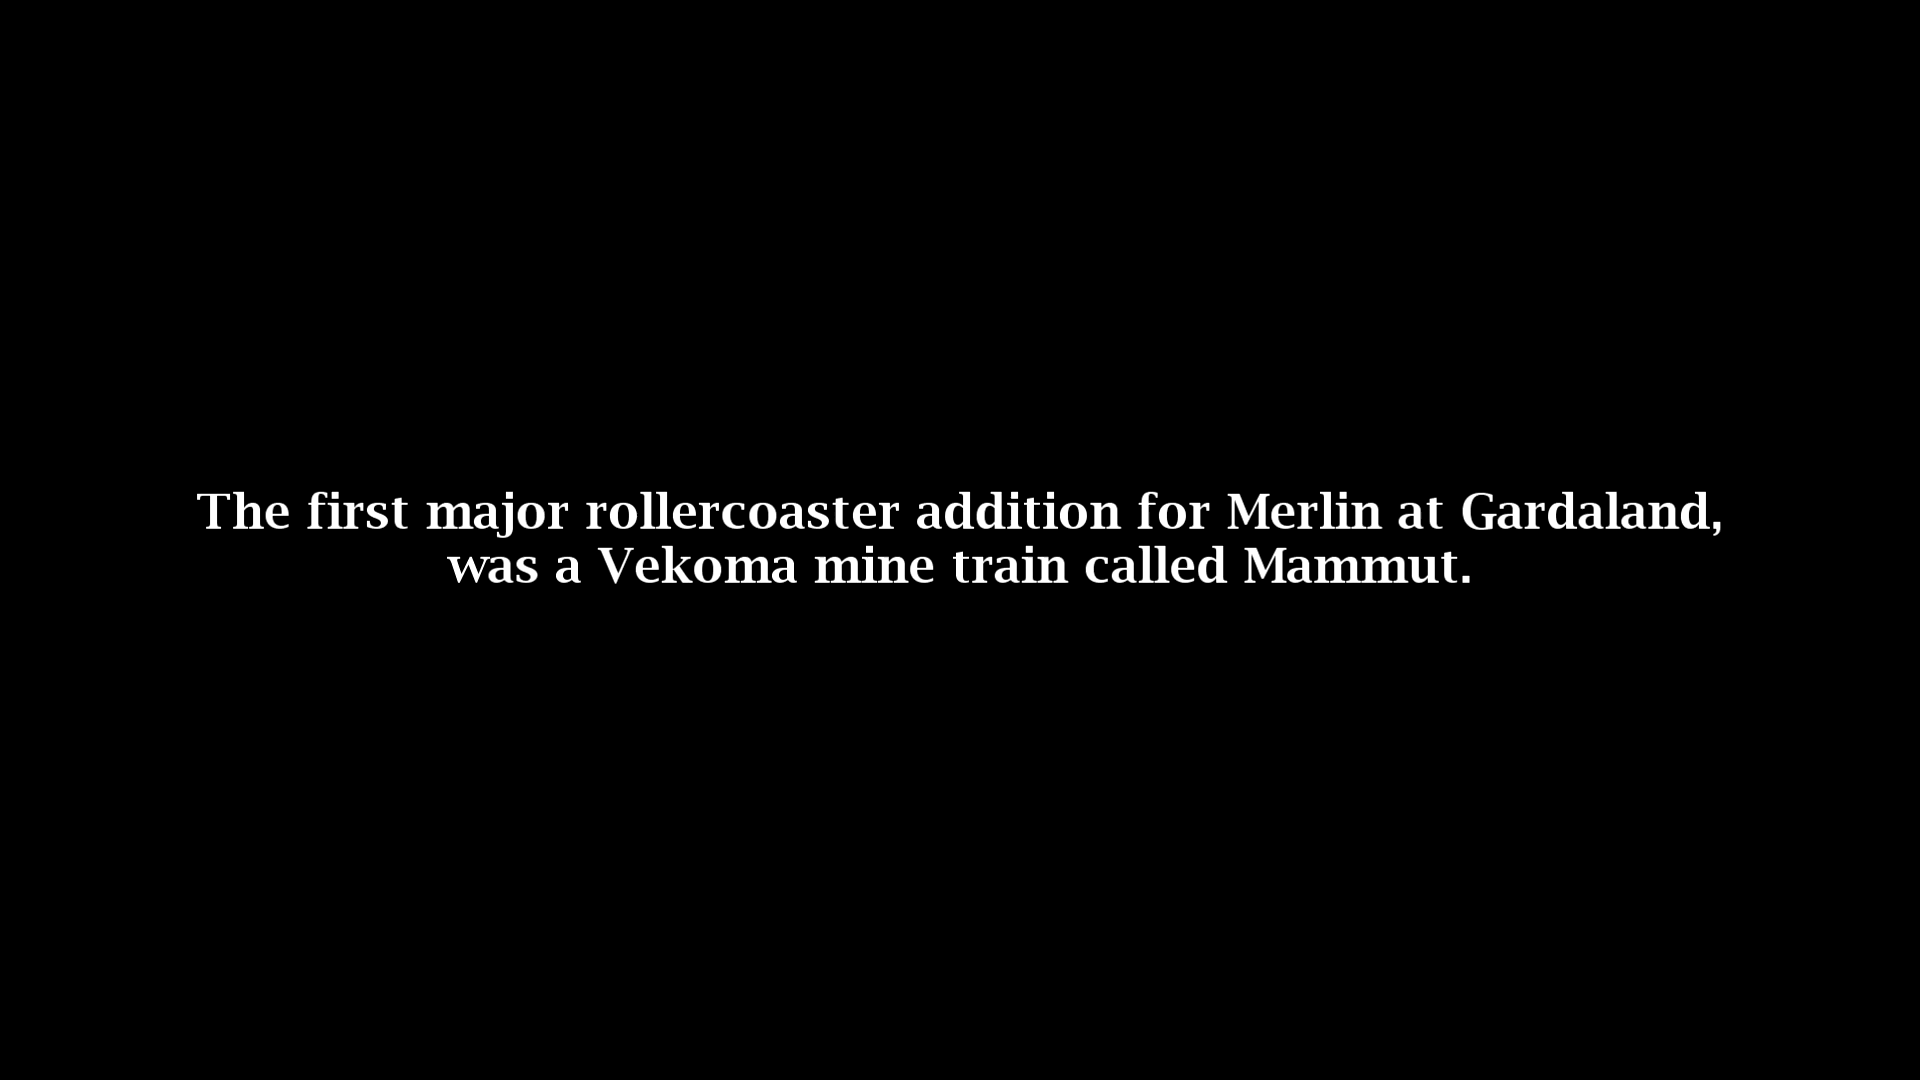 The first major rollercoaster addition for Merlin at Gardaland,
was a Vekoma mine train called Mammut.